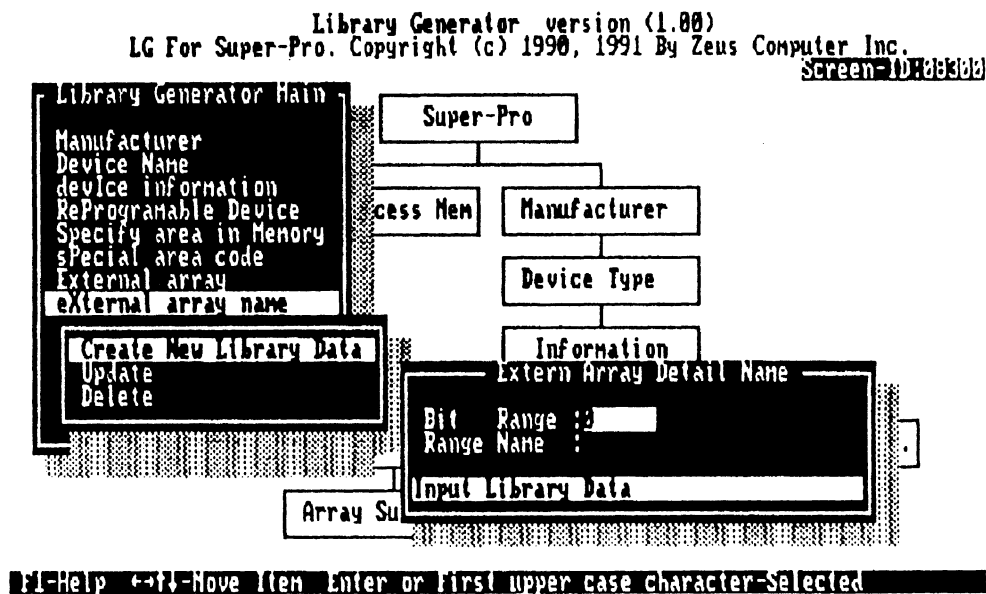 Library Generator version (1.00)
LG For Super-Pro. Copyright (c) 1990, 1991 By Zeus Computer Inc.
Screen-ID:08300
Library Generator Main
Manufacturer
Device Name
devIce information
ReProgramable Device
Specify area in Memory
sPecial area code
External array
eXternal array name
Create New Library Data
Update
Delete
Super-Pro
cess Mem
Manufacturer
Device Type
Information
Extern Array Detail Name
Bit Range :0
Range Name :
Input Library Data
Array Su
F1-Help ←→↑↓-Move Item Enter or First upper case character-Selected